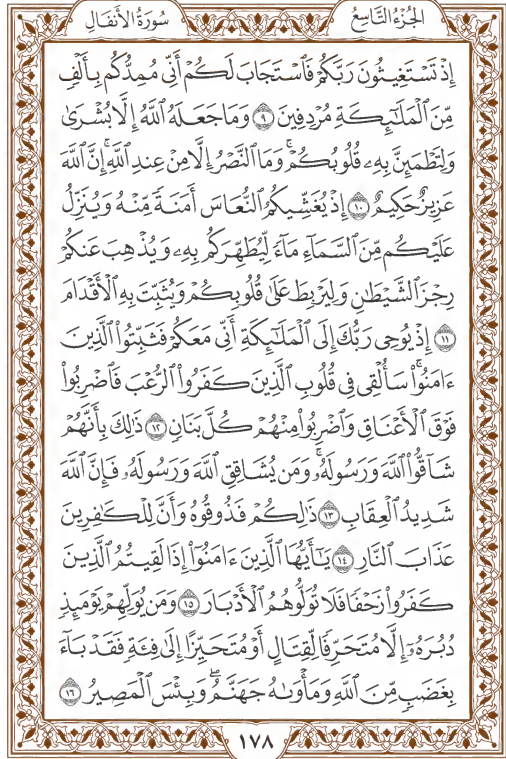 الجزء التاسع
سورة الأنفال
إِذْ تَسْتَغِيثُونَ رَبَّكُمْ فَٱسْتَجَابَ لَكُمْ أَنِّى مُمِدُّكُم بِأَلْفٍ
مِّنَ ٱلْمَلَـٰٓئِكَةِ مُرْدِفِينَ ٩ وَمَا جَعَلَهُ ٱللَّهُ إِلَّا بُشْرَىٰ
وَلِتَطْمَئِنَّ بِهِۦ قُلُوبُكُمْ ۚ وَمَا ٱلنَّصْرُ إِلَّا مِنْ عِندِ ٱللَّهِ ۚ إِنَّ ٱللَّهَ
عَزِيزٌ حَكِيمٌ ١٠ إِذْ يُغَشِّيكُمُ ٱلنُّعَاسَ أَمَنَةً مِّنْهُ وَيُنَزِّلُ
عَلَيْكُم مِّنَ ٱلسَّمَآءِ مَآءً لِّيُطَهِّرَكُم بِهِۦ وَيُذْهِبَ عَنكُمْ
رِجْزَ ٱلشَّيْطَـٰنِ وَلِيَرْبِطَ عَلَىٰ قُلُوبِكُمْ وَيُثَبِّتَ بِهِ ٱلْأَقْدَامَ
١١ إِذْ يُوحِى رَبُّكَ إِلَى ٱلْمَلَـٰٓئِكَةِ أَنِّى مَعَكُمْ فَثَبِّتُوا۟ ٱلَّذِينَ
ءَامَنُوا۟ ۚ سَأُلْقِى فِى قُلُوبِ ٱلَّذِينَ كَفَرُوا۟ ٱلرُّعْبَ فَٱضْرِبُوا۟
فَوْقَ ٱلْأَعْنَاقِ وَٱضْرِبُوا۟ مِنْهُمْ كُلَّ بَنَانٍ ١٢ ذَٰلِكَ بِأَنَّهُمْ
شَآقُّوا۟ ٱللَّهَ وَرَسُولَهُۥ ۚ وَمَن يُشَاقِقِ ٱللَّهَ وَرَسُولَهُۥ فَإِنَّ ٱللَّهَ
شَدِيدُ ٱلْعِقَابِ ١٣ ذَٰلِكُمْ فَذُوقُوهُ وَأَنَّ لِلْكَـٰفِرِينَ
عَذَابَ ٱلنَّارِ ١٤ يَـٰٓأَيُّهَا ٱلَّذِينَ ءَامَنُوٓا۟ إِذَا لَقِيتُمُ ٱلَّذِينَ
كَفَرُوا۟ زَحْفًا فَلَا تُوَلُّوهُمُ ٱلْأَدْبَارَ ١٥ وَمَن يُوَلِّهِمْ يَوْمَئِذٍ
دُبُرَهُۥٓ إِلَّا مُتَحَرِّفًا لِّقِتَالٍ أَوْ مُتَحَيِّزًا إِلَىٰ فِئَةٍ فَقَدْ بَآءَ
بِغَضَبٍ مِّنَ ٱللَّهِ وَمَأْوَىٰهُ جَهَنَّمُ ۖ وَبِئْسَ ٱلْمَصِيرُ ١٦
١٧٨